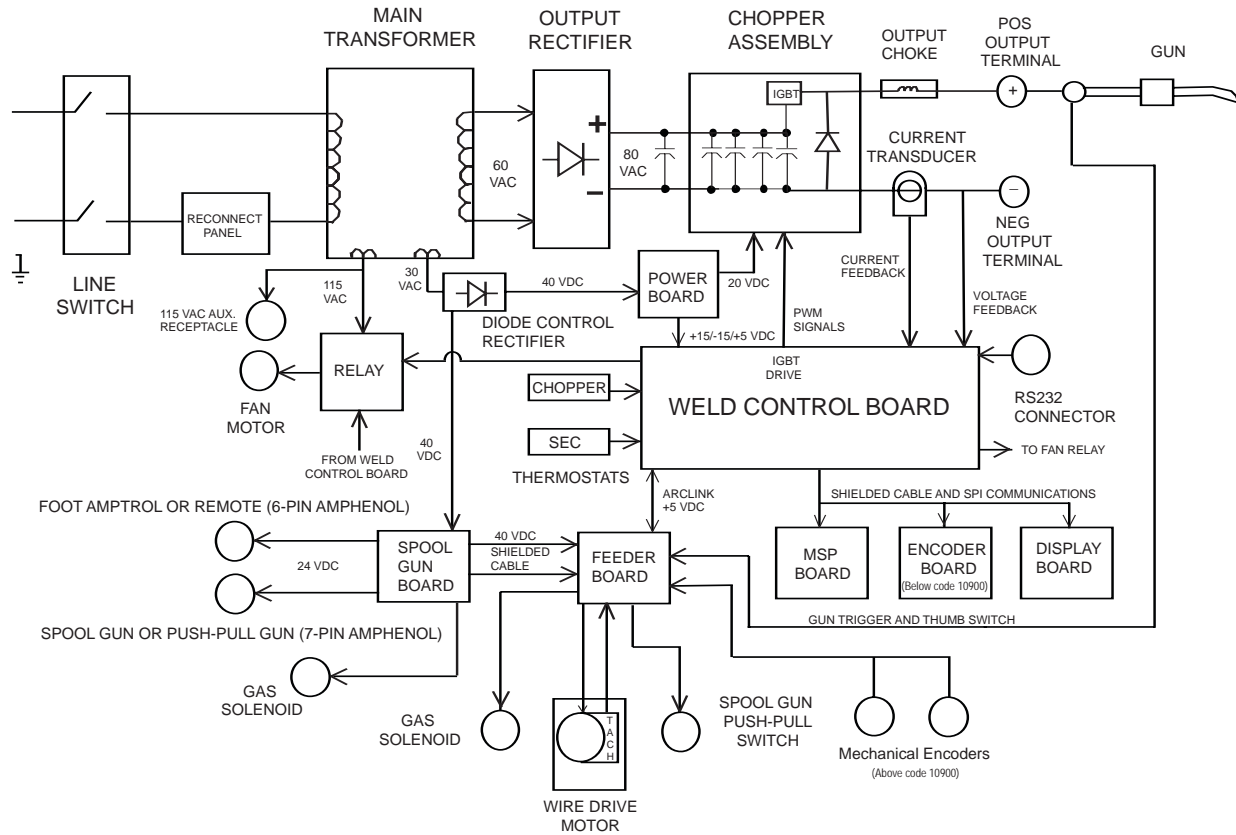 MAIN
TRANSFORMER
OUTPUT
RECTIFIER
CHOPPER
ASSEMBLY
OUTPUT
CHOKE
POS
OUTPUT
TERMINAL
GUN
IGBT
+
+
−
60
VAC
80
VAC
CURRENT
TRANSDUCER
−
NEG
OUTPUT
TERMINAL
RECONNECT
PANEL
LINE
SWITCH
115
VAC
30
VAC
115 VAC AUX.
RECEPTACLE
40 VDC
DIODE CONTROL
RECTIFIER
POWER
BOARD
20 VDC
+15/-15/+5 VDC
PWM
SIGNALS
CURRENT
FEEDBACK
VOLTAGE
FEEDBACK
RELAY
FAN
MOTOR
FROM WELD
CONTROL BOARD
40
VDC
CHOPPER
SEC
THERMOSTATS
IGBT
DRIVE
WELD CONTROL BOARD
RS232
CONNECTOR
TO FAN RELAY
ARCLINK
+5 VDC
SHIELDED CABLE AND SPI COMMUNICATIONS
MSP
BOARD
ENCODER
BOARD
(Below code 10900)
DISPLAY
BOARD
FOOT AMPTROL OR REMOTE (6-PIN AMPHENOL)
24 VDC
SPOOL
GUN
BOARD
40 VDC
SHIELDED
CABLE
FEEDER
BOARD
GUN TRIGGER AND THUMB SWITCH
SPOOL GUN OR PUSH-PULL GUN (7-PIN AMPHENOL)
GAS
SOLENOID
GAS
SOLENOID
TACH
WIRE DRIVE
MOTOR
SPOOL GUN
PUSH-PULL
SWITCH
Mechanical Encoders
(Above code 10900)